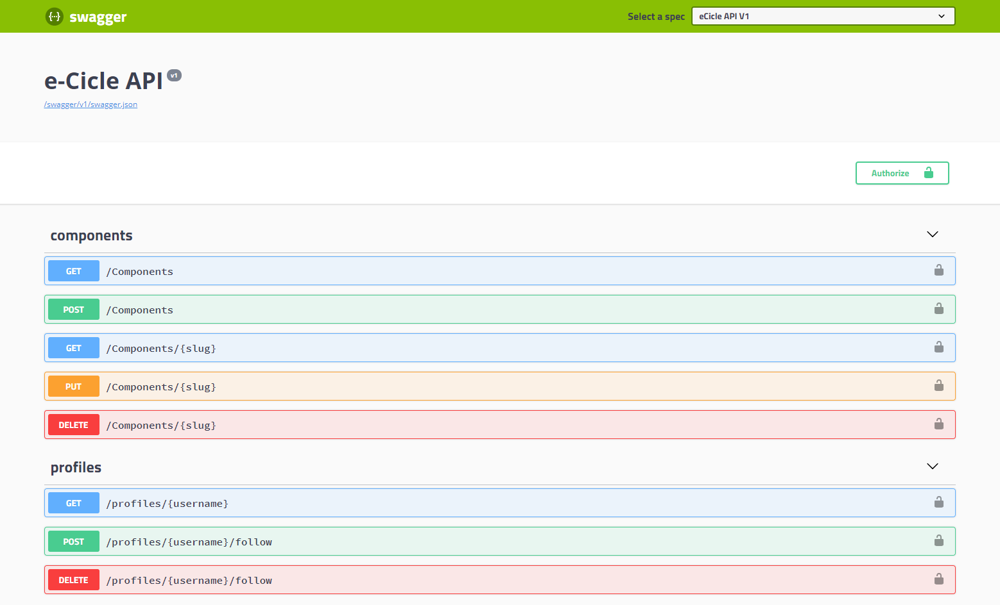 swagger
Select a spec
eCicle API V1
e-Cicle API v1
/swagger/v1/swagger.json
Authorize
components
GET /Components
POST /Components
GET /Components/{slug}
PUT /Components/{slug}
DELETE /Components/{slug}
profiles
GET /profiles/{username}
POST /profiles/{username}/follow
DELETE /profiles/{username}/follow